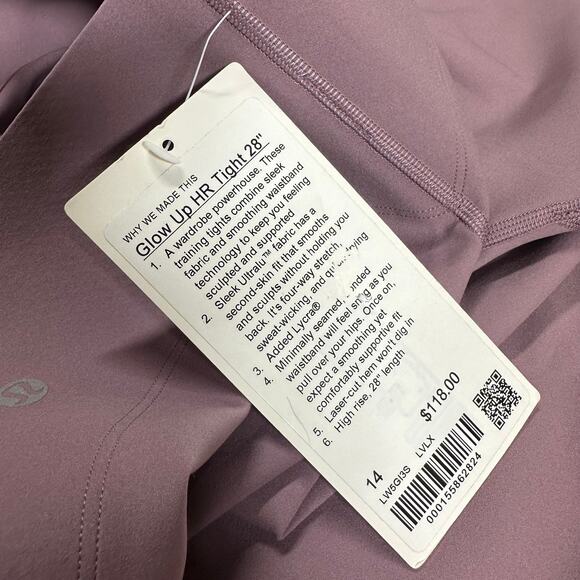 WHY WE MADE THIS
Glow Up HR Tight 28"
1. A wardrobe powerhouse. These
training tights combine sleek
fabric and smoothing waistband
technology to keep you feeling
sculpted and supported
2. Sleek Ultralu™ fabric has a
second-skin fit that smooths
and sculpts without holding you
back. It's four-way stretch,
sweat-wicking, and quick-drying
3. Added Lycra®
4. Minimally seamed, bonded
waistband will feel snug as you
pull over your hips. Once on,
expect a smoothing yet
comfortably supportive fit
5. Laser-cut hem won't dig in
6. High rise, 28" length
$118.00
14
LW5GI3S LVLX
000155862824